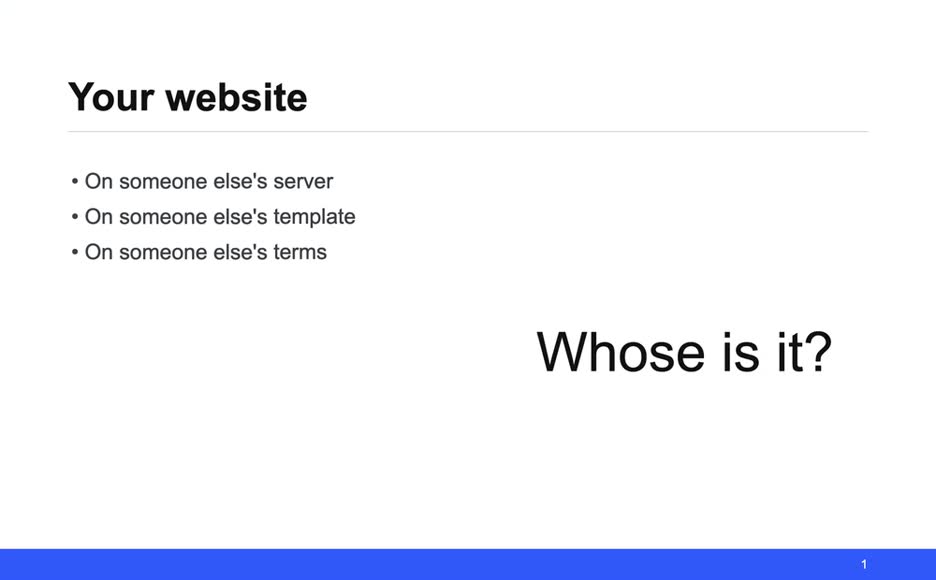 Your website
• On someone else's server
• On someone else's template
• On someone else's terms
Whose is it?
1